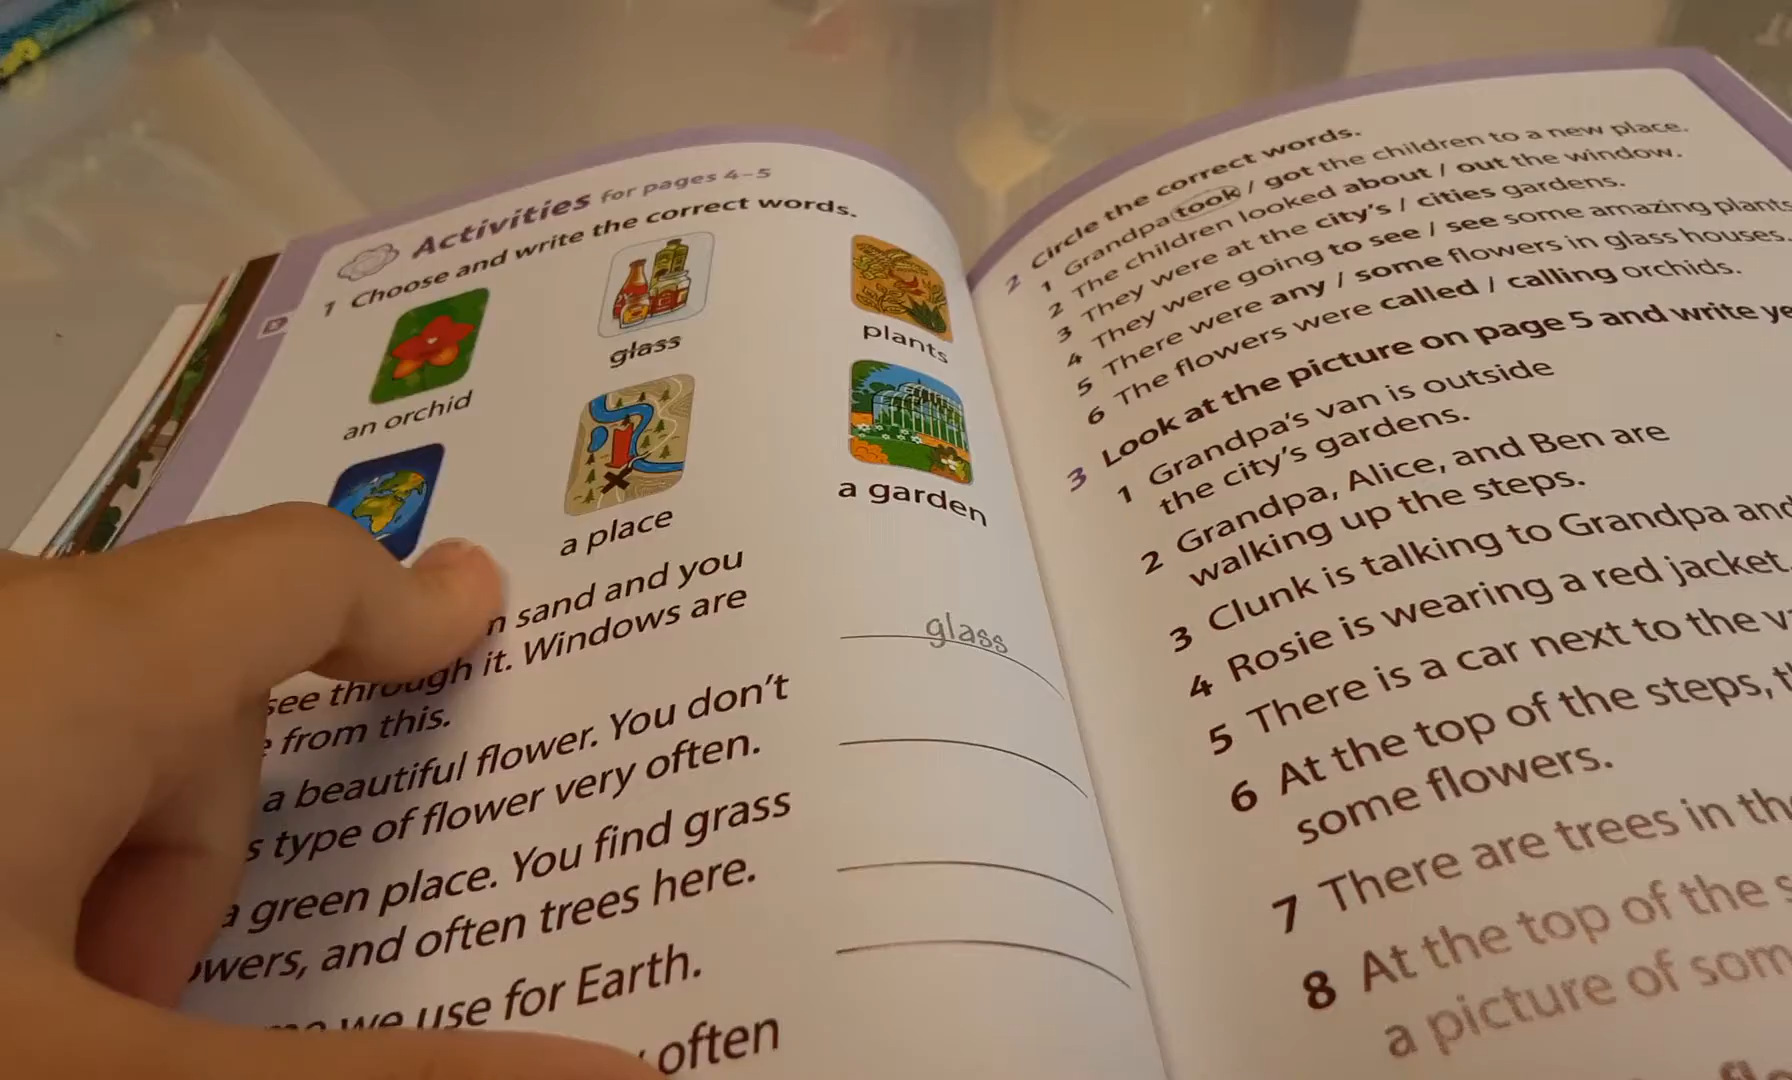 Activities for pages 4–5
1 Choose and write the correct words.
an orchid
glass
plants
a place
a garden
sand and you
see through it. Windows are
from this.
a beautiful flower. You don't
type of flower very often.
a green place. You find grass
and often trees here.
we use for Earth.
often
glass
2 Circle the correct words.
1 Grandpa took / got the children to a new place.
2 The children looked about / out the window.
3 They were at the city's / cities gardens.
4 They were going to see / see some amazing plants
5 There were any / some flowers in glass houses.
6 The flowers were called / calling orchids.
3 Look at the picture on page 5 and write
1 Grandpa's van is outside
the city's gardens.
2 Grandpa, Alice, and Ben are
walking up the steps.
3 Clunk is talking to Grandpa and
4 Rosie is wearing a red jacket.
5 There is a car next to the
6 At the top of the steps,
some flowers.
7 There are trees in
8 At the top of the
a picture of